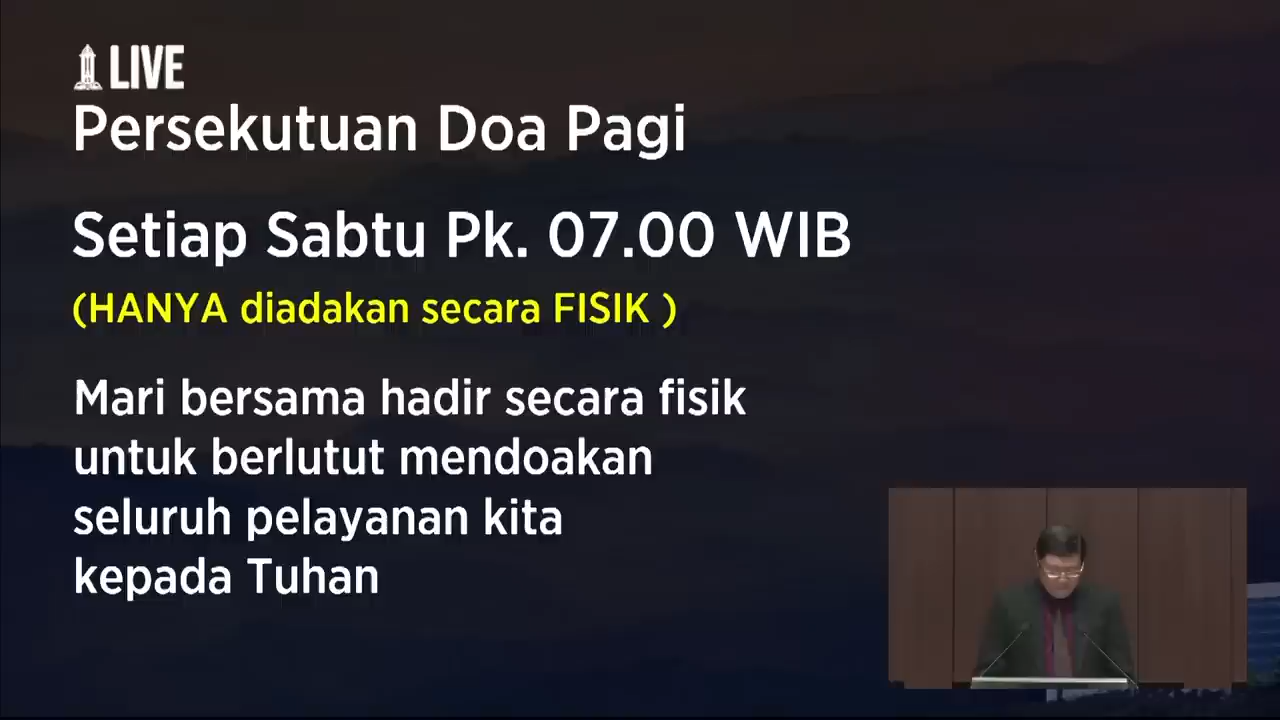 LIVE
Persekutuan Doa Pagi
Setiap Sabtu Pk. 07.00 WIB
(HANYA diadakan secara FISIK )
Mari bersama hadir secara fisik
untuk berlutut mendoakan
seluruh pelayanan kita
kepada Tuhan